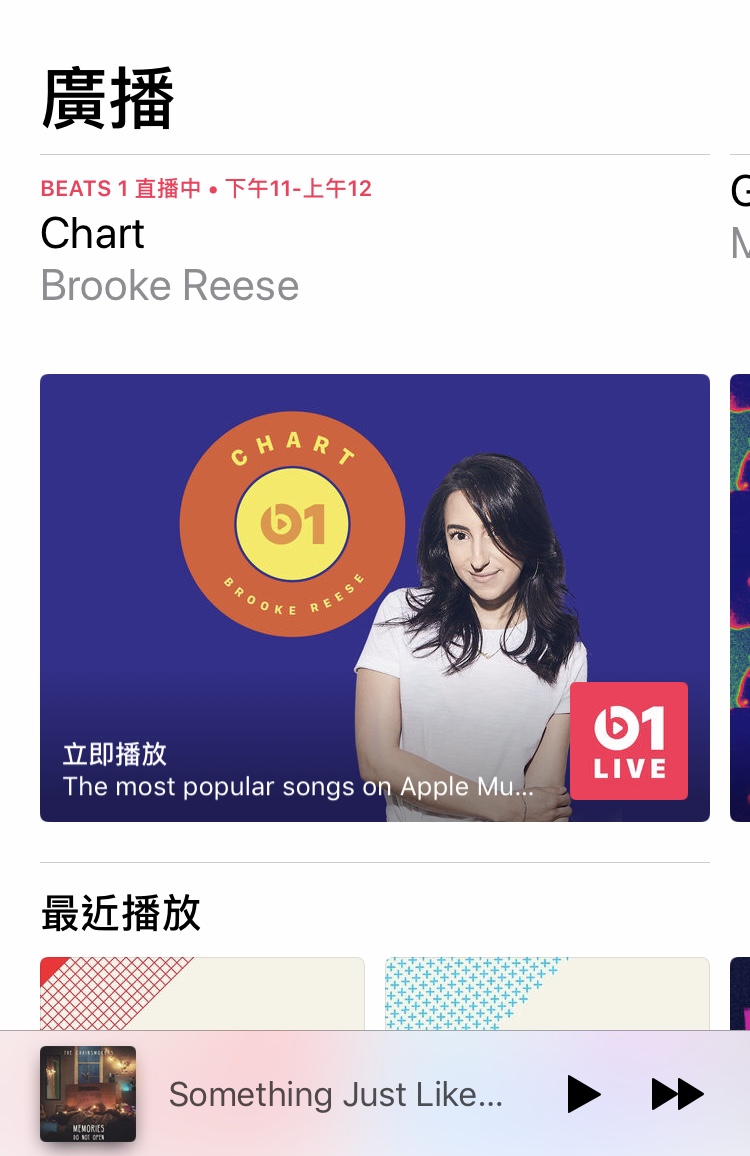 廣播
BEATS 1 直播中 • 下午11-上午12
Chart
Brooke Reese
G
M
CHART
b1
BROOKE REESE
立即播放
The most popular songs on Apple Mu...
b1
LIVE
最近播放
THE CHAINSMOKERS
MEMORIES
DO NOT OPEN
Something Just Like...